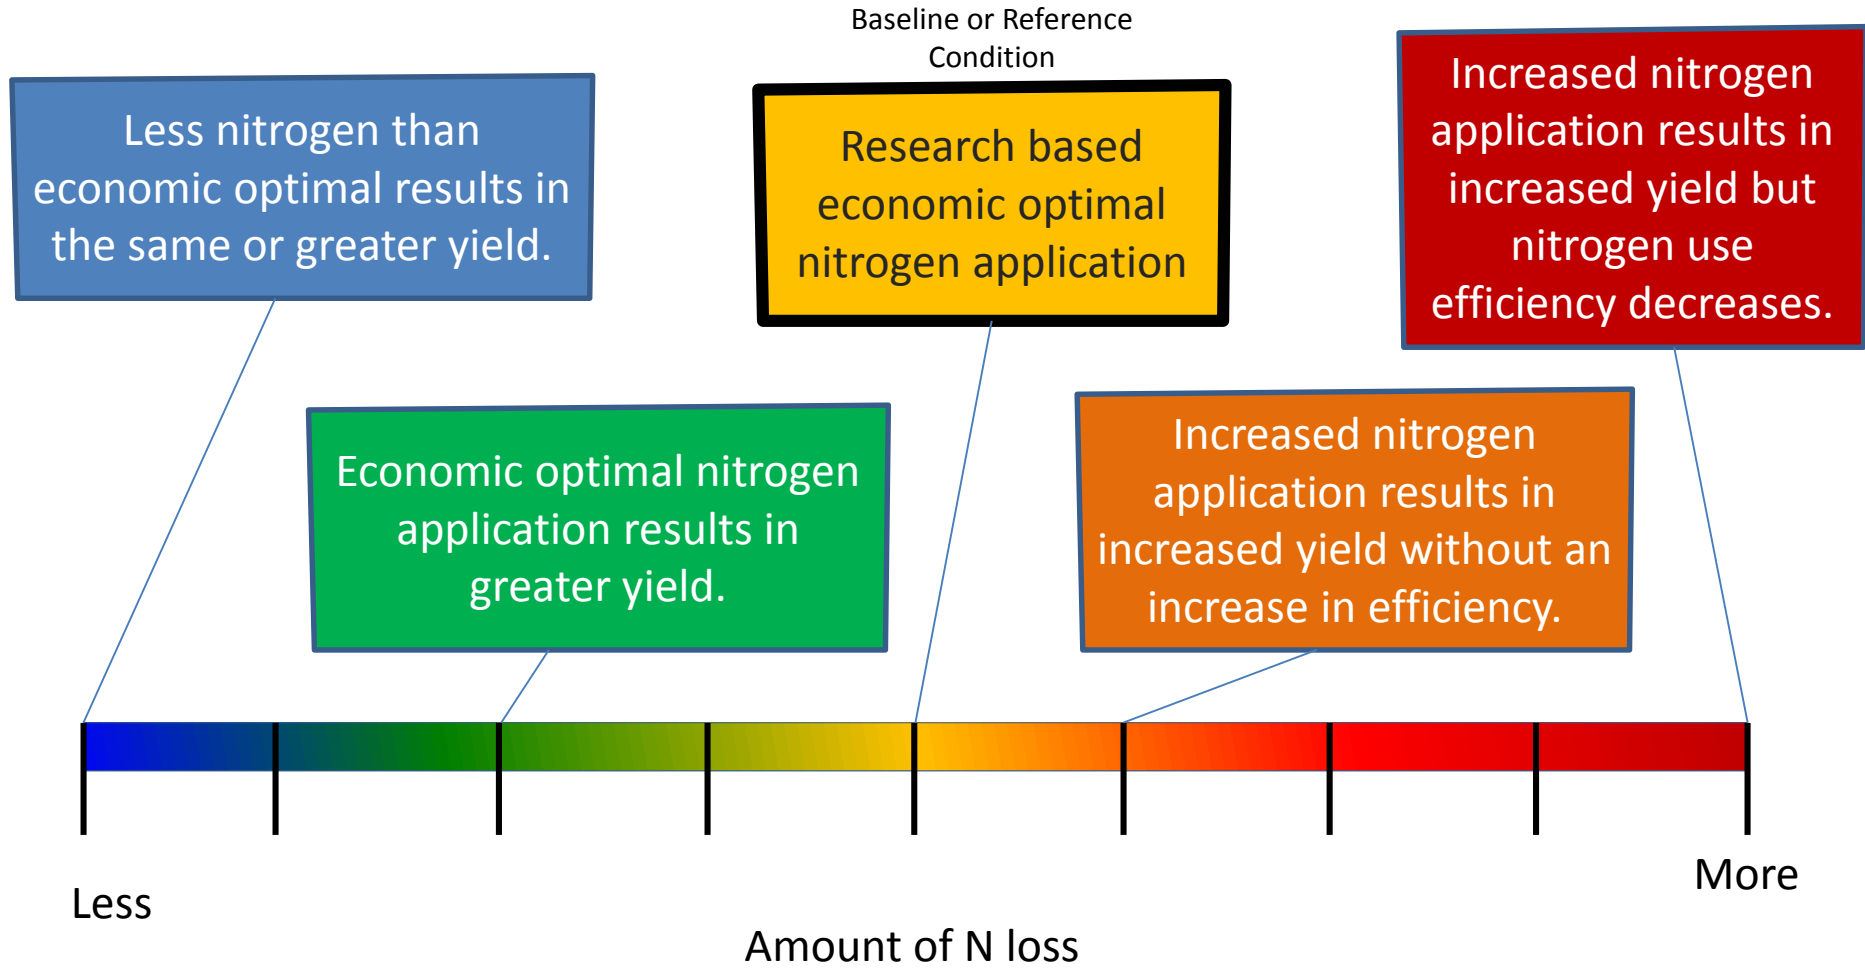 Baseline or Reference
Condition
Less nitrogen than
economic optimal results in
the same or greater yield.
Research based
economic optimal
nitrogen application
Increased nitrogen
application results in
increased yield but
nitrogen use
efficiency decreases.
Economic optimal nitrogen
application results in
greater yield.
Increased nitrogen
application results in
increased yield without an
increase in efficiency.
Less
More
Amount of N loss